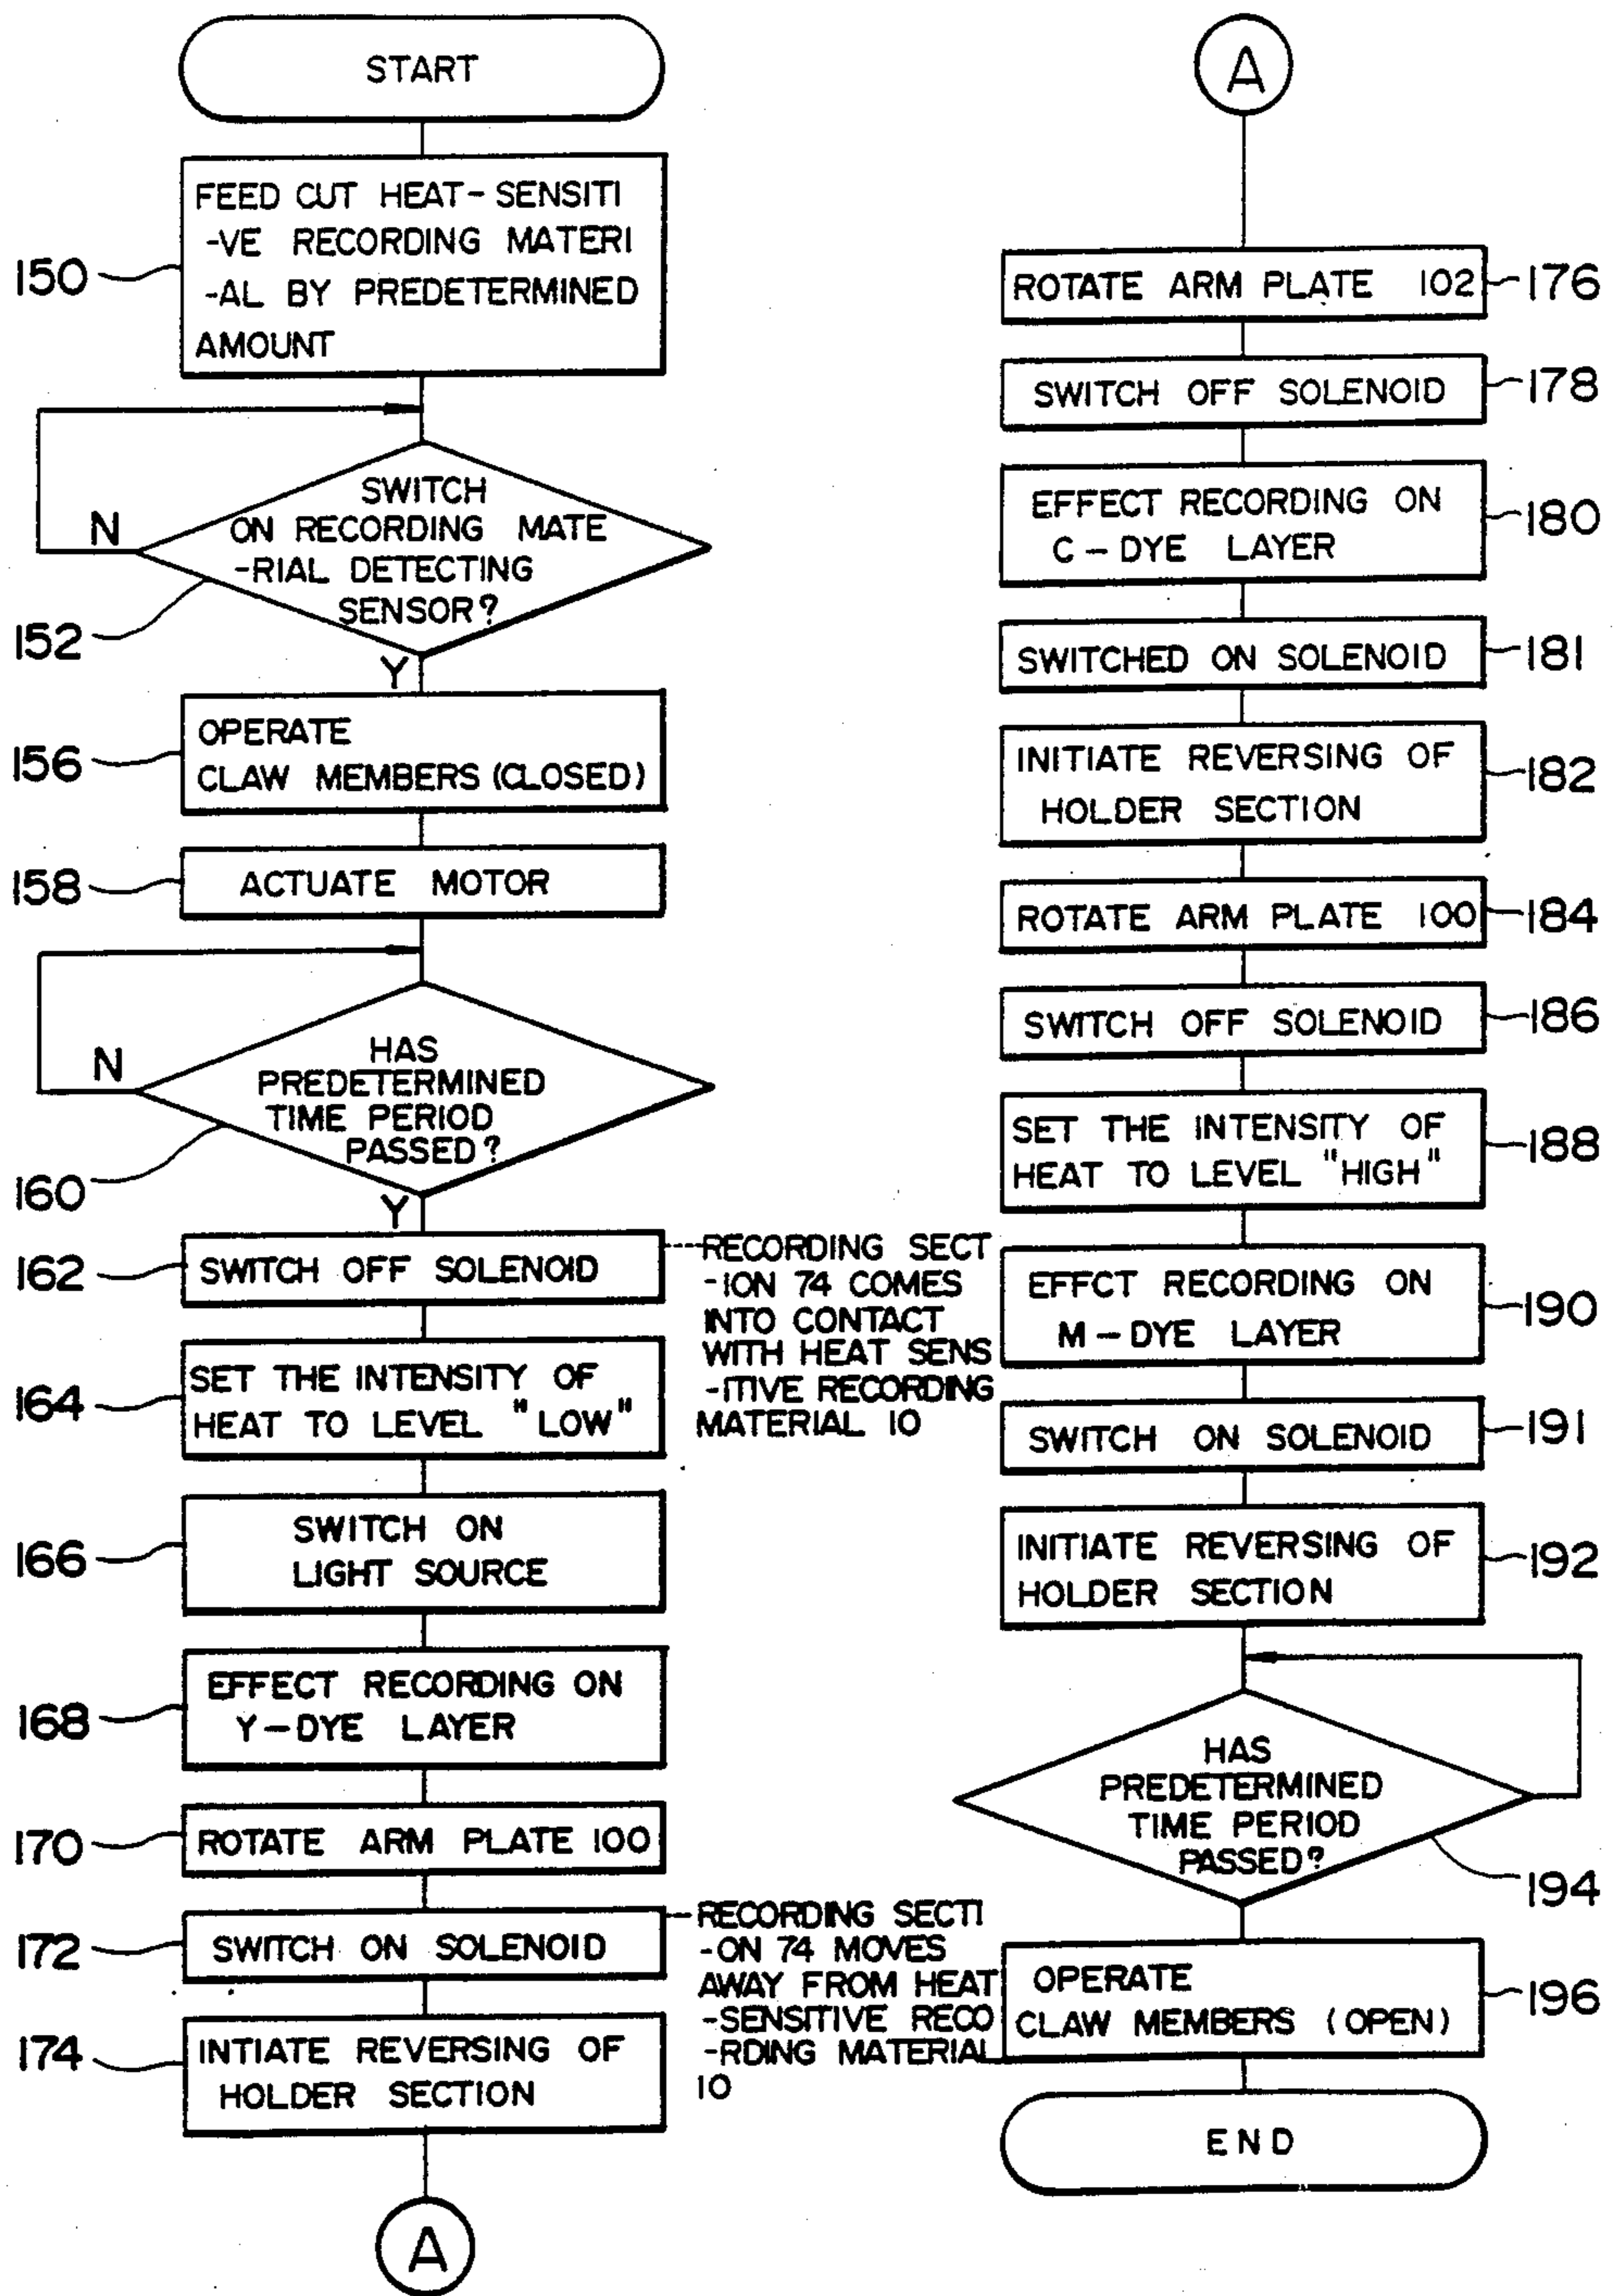 START
150
FEED CUT HEAT-SENSITI
-VE RECORDING MATERI
-AL BY PREDETERMINED
AMOUNT
152
SWITCH
ON RECORDING MATE
-RIAL DETECTING
SENSOR?
N
Y
156
OPERATE
CLAW MEMBERS (CLOSED)
158
ACTUATE MOTOR
160
HAS
PREDETERMINED
TIME PERIOD
PASSED?
N
Y
162
SWITCH OFF SOLENOID
RECORDING SECT
-ION 74 COMES
INTO CONTACT
WITH HEAT SENS
-ITIVE RECORDING
MATERIAL 10
164
SET THE INTENSITY OF
HEAT TO LEVEL "LOW"
166
SWITCH ON
LIGHT SOURCE
168
EFFECT RECORDING ON
Y-DYE LAYER
170
ROTATE ARM PLATE 100
172
SWITCH ON SOLENOID
RECORDING SECTI
-ON 74 MOVES
AWAY FROM HEAT
-SENSITIVE RECO
-RDING MATERIAL
10
174
INTIATE REVERSING OF
HOLDER SECTION
A
A
ROTATE ARM PLATE 102
176
SWITCH OFF SOLENOID
178
EFFECT RECORDING ON
C-DYE LAYER
180
SWITCHED ON SOLENOID
181
INITIATE REVERSING OF
HOLDER SECTION
182
ROTATE ARM PLATE 100
184
SWITCH OFF SOLENOID
186
SET THE INTENSITY OF
HEAT TO LEVEL "HIGH"
188
EFFCT RECORDING ON
M-DYE LAYER
190
SWITCH ON SOLENOID
191
INITIATE REVERSING OF
HOLDER SECTION
192
HAS
PREDETERMINED
TIME PERIOD
PASSED?
194
OPERATE
CLAW MEMBERS (OPEN)
196
END